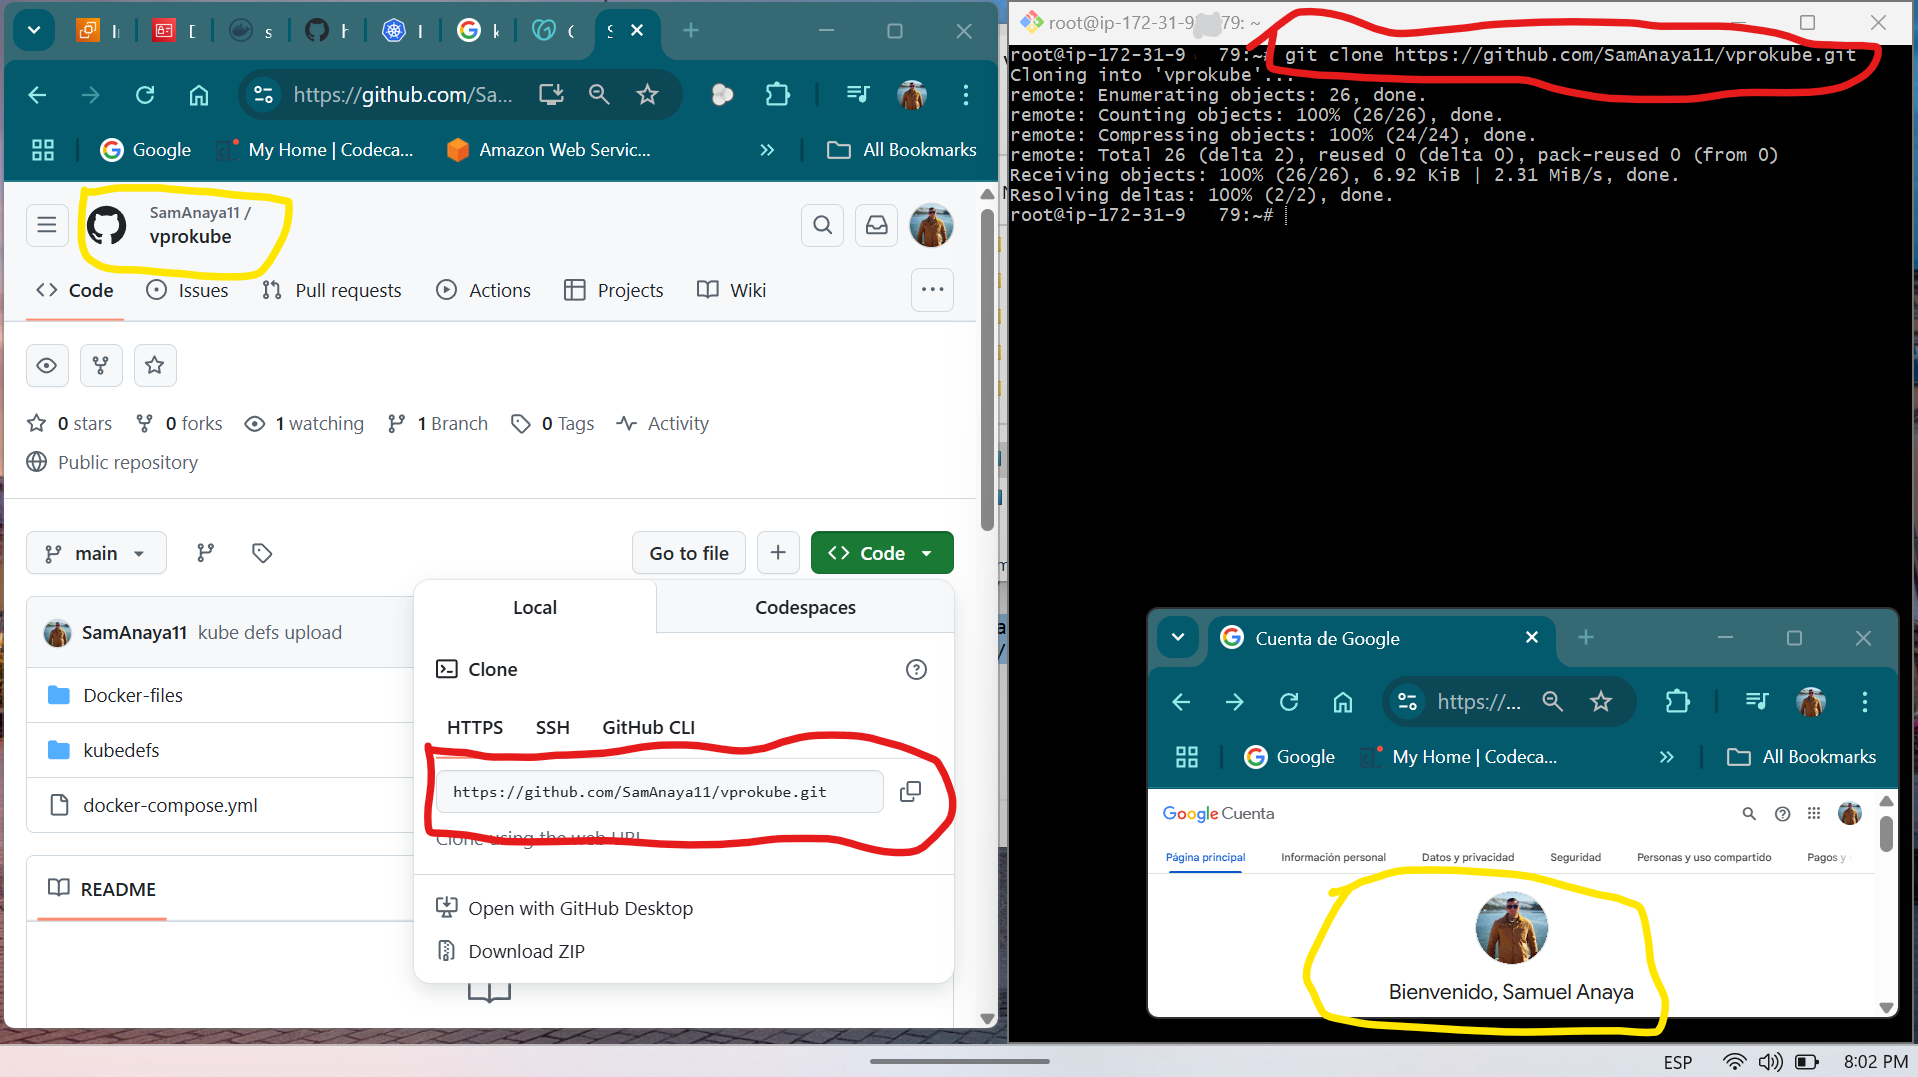 https://github.com/Sa...
Google
My Home | Codeca...
Amazon Web Servic...
All Bookmarks
SamAnaya11 /
vprokube
Code
Issues
Pull requests
Actions
Projects
Wiki
0 stars
0 forks
1 watching
1 Branch
0 Tags
Activity
Public repository
main
Go to file
Code
Local
Codespaces
SamAnaya11 kube defs upload
Clone
Docker-files
HTTPS
SSH
GitHub CLI
kubedefs
https://github.com/SamAnaya11/vprokube.git
docker-compose.yml
Clone using the web URL
README
Open with GitHub Desktop
Download ZIP
root@ip-172-31-9 79: ~
root@ip-172-31-9 79:~# git clone https://github.com/SamAnaya11/vprokube.git
Cloning into 'vprokube'...
remote: Enumerating objects: 26, done.
remote: Counting objects: 100% (26/26), done.
remote: Compressing objects: 100% (24/24), done.
remote: Total 26 (delta 2), reused 0 (delta 0), pack-reused 0 (from 0)
Receiving objects: 100% (26/26), 6.92 KiB | 2.31 MiB/s, done.
Resolving deltas: 100% (2/2), done.
root@ip-172-31-9 79:~#
Cuenta de Google
https://...
Google
My Home | Codeca...
All Bookmarks
Google Cuenta
Página principal
Información personal
Datos y privacidad
Seguridad
Personas y uso compartido
Pagos y
Bienvenido, Samuel Anaya
ESP
8:02 PM